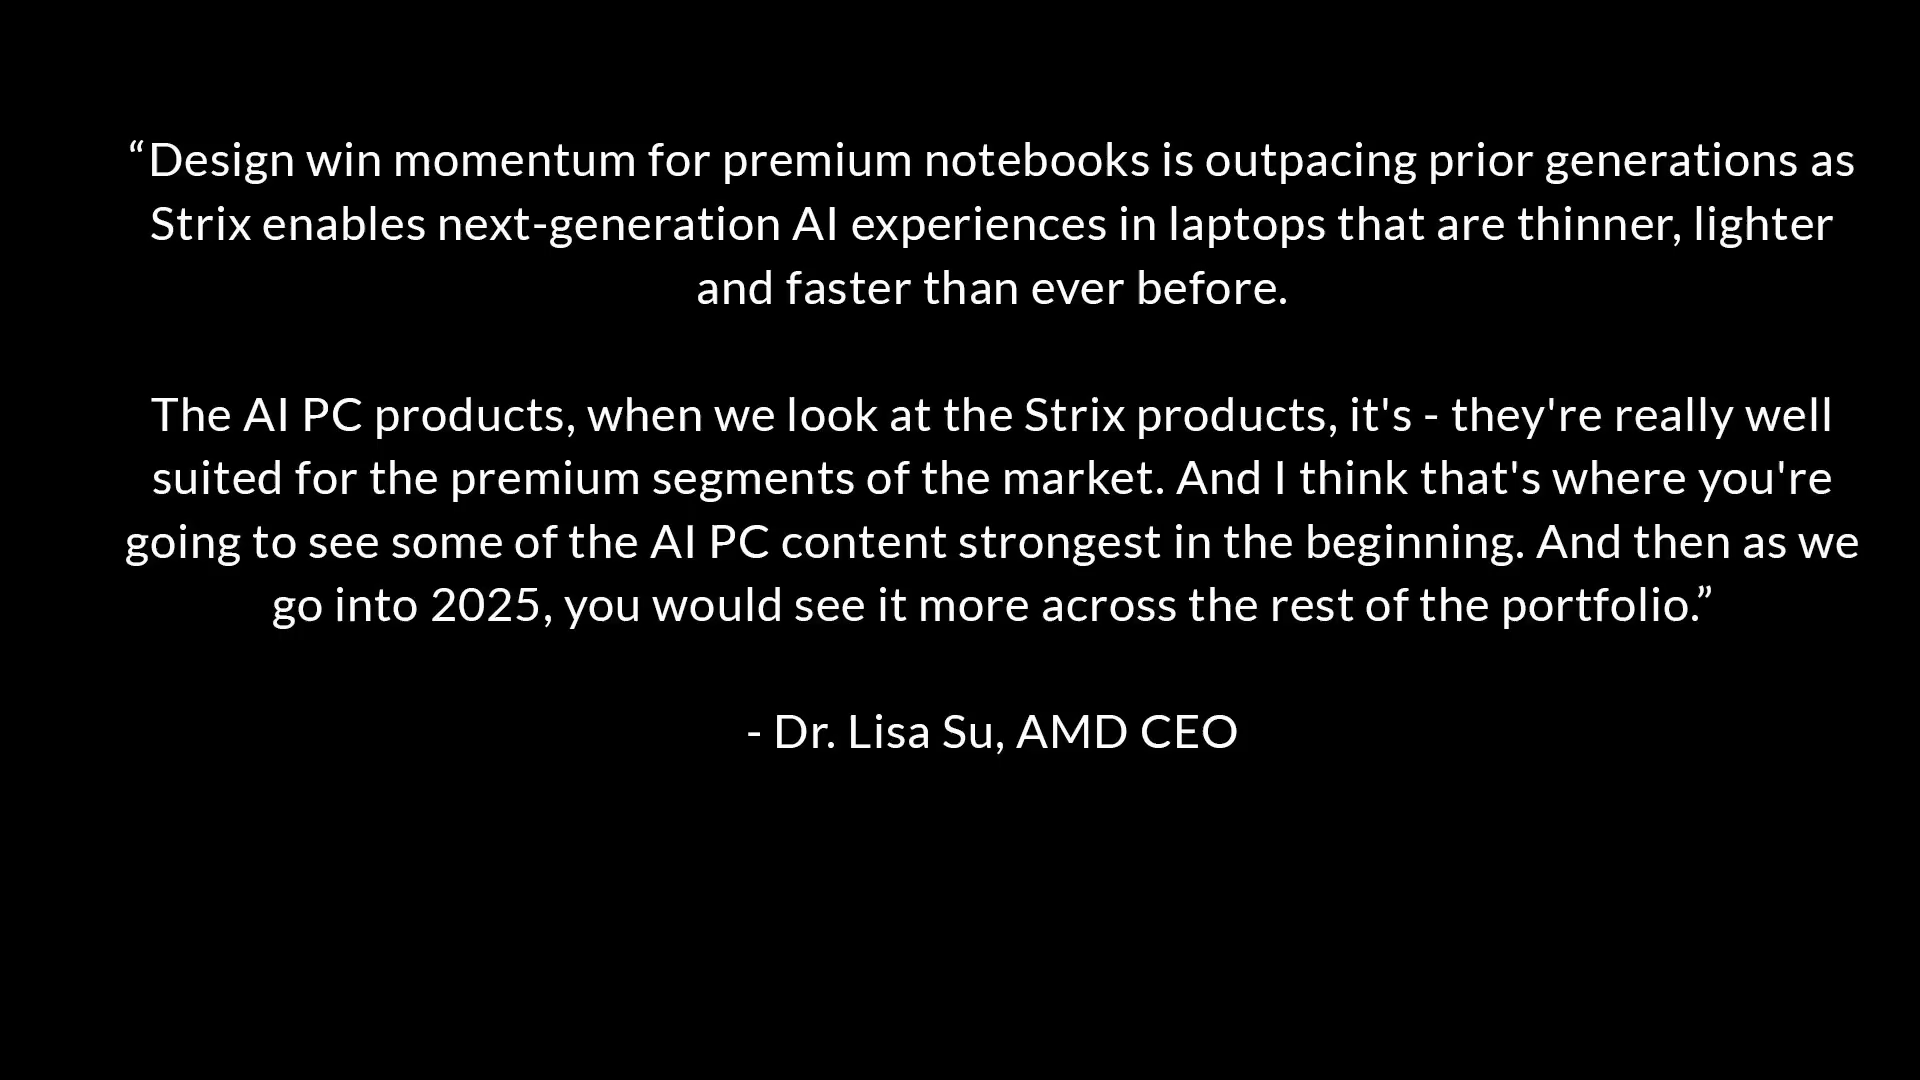 “Design win momentum for premium notebooks is outpacing prior generations as
Strix enables next-generation AI experiences in laptops that are thinner, lighter
and faster than ever before.
The AI PC products, when we look at the Strix products, it's - they're really well
suited for the premium segments of the market. And I think that's where you're
going to see some of the AI PC content strongest in the beginning. And then as we
go into 2025, you would see it more across the rest of the portfolio.”
- Dr. Lisa Su, AMD CEO